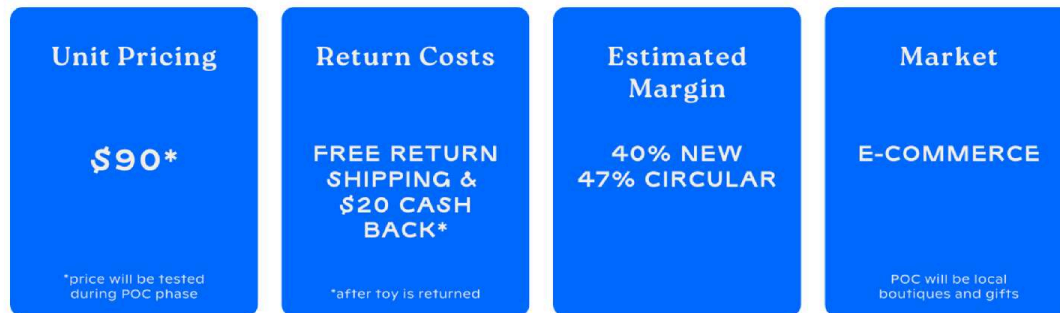 Unit Pricing
$90*
*price will be tested
during POC phase
Return Costs
FREE RETURN
SHIPPING &
$20 CASH
BACK*
*after toy is returned
Estimated
Margin
40% NEW
47% CIRCULAR
Market
E-COMMERCE
POC will be local
boutiques and gifts